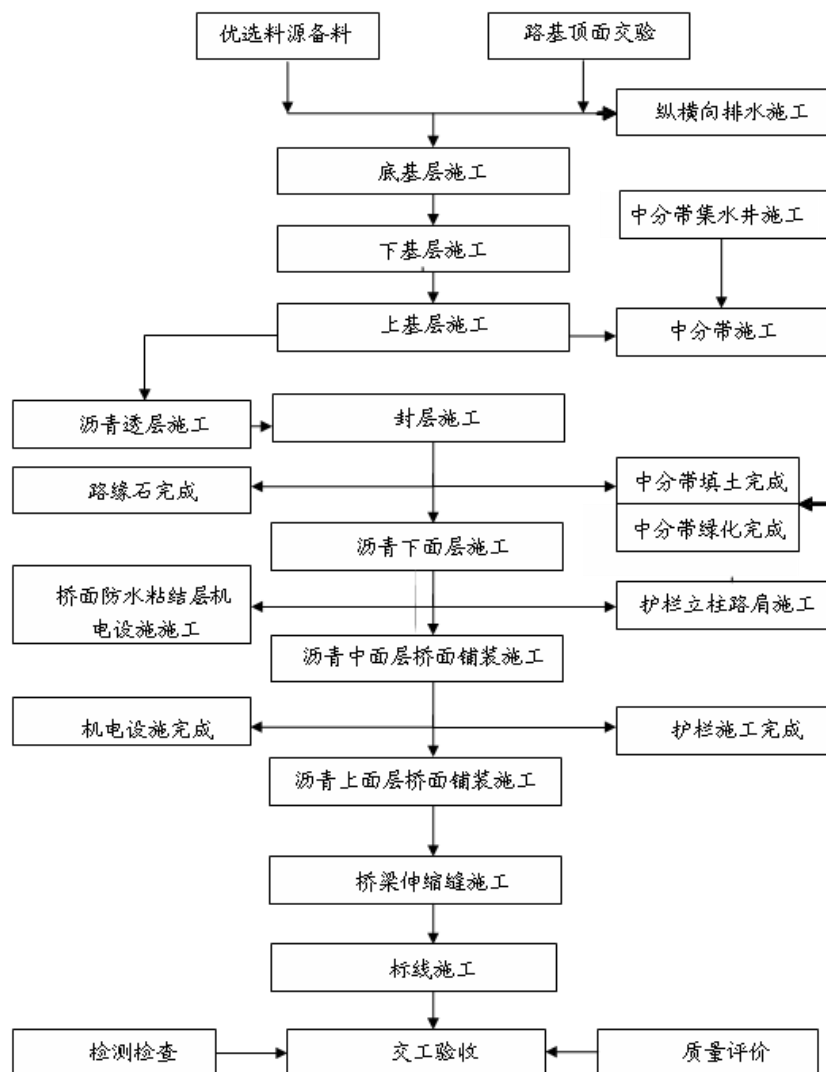 优选料源备料
路基顶面交验
纵横向排水施工
底基层施工
中分带集水井施工
下基层施工
上基层施工
中分带施工
沥青透层施工
封层施工
路缘石完成
中分带填土完成
中分带绿化完成
沥青下面层施工
桥面防水粘结层机
电设施施工
护栏立柱路肩施工
沥青中面层桥面铺装施工
机电设施完成
护栏施工完成
沥青上面层桥面铺装施工
桥梁伸缩缝施工
标线施工
检测检查
交工验收
质量评价